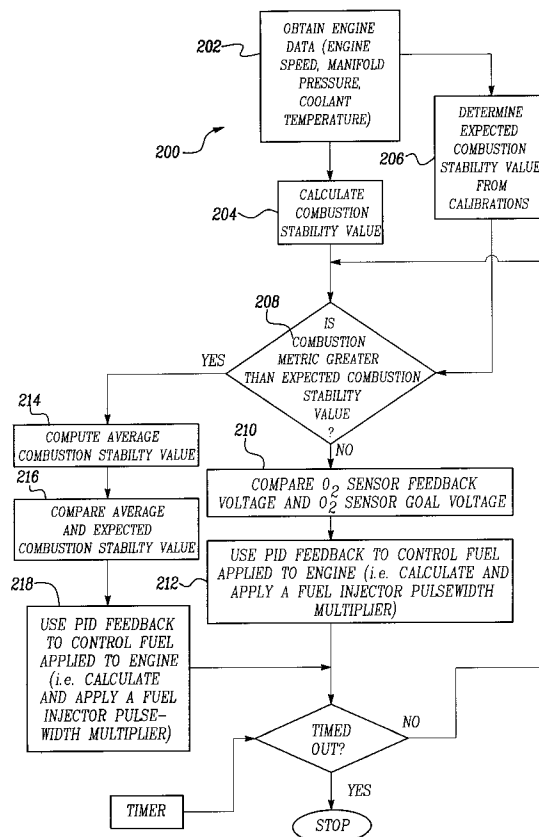 202
OBTAIN ENGINE
DATA (ENGINE
SPEED, MANIFOLD
PRESSURE,
COOLANT
TEMPERATURE)
200
206
DETERMINE
EXPECTED
COMBUSTION
STABILITY VALUE
FROM
CALIBRATIONS
204
CALCULATE
COMBUSTION
STABILITY VALUE
208
IS
COMBUSTION
METRIC GREATER
THAN EXPECTED COMBUSTION
STABILITY
VALUE
?
YES
NO
214
COMPUTE AVERAGE
COMBUSTION STABILTY VALUE
216
COMPARE AVERAGE
AND EXPECTED
COMBUSTION STABILTY VALUE
210
COMPARE O2 SENSOR FEEDBACK
VOLTAGE AND O2 SENSOR GOAL VOLTAGE
212
USE PID FEEDBACK TO CONTROL FUEL
APPLIED TO ENGINE (i.e. CALCULATE AND
APPLY A FUEL INJECTOR PULSEWIDTH
MULTIPLIER)
218
USE PID FEEDBACK
TO CONTROL FUEL
APPLIED TO ENGINE
(i.e. CALCULATE
AND APPLY A FUEL
INJECTOR PULSE-
WIDTH MULTIPLIER)
TIMED
OUT?
NO
YES
TIMER
STOP